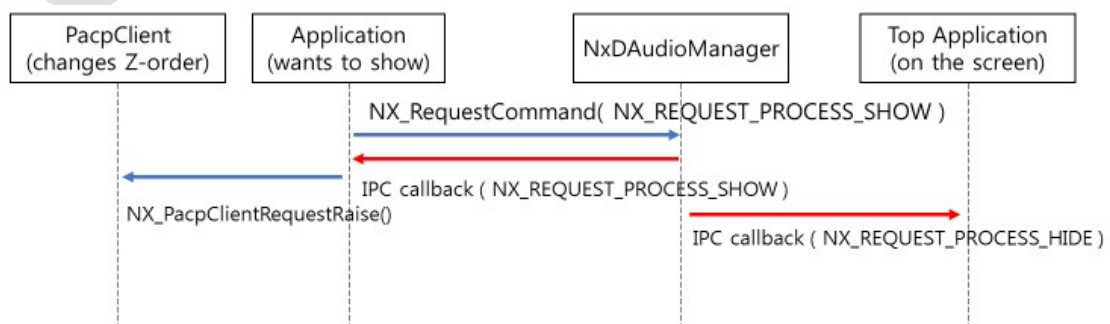 PacpClient
(changes Z-order)
Application
(wants to show)
NxDAudioManager
Top Application
(on the screen)
NX_RequestCommand( NX_REQUEST_PROCESS_SHOW )
IPC callback ( NX_REQUEST_PROCESS_SHOW )
NX_PacpClientRequestRaise()
IPC callback ( NX_REQUEST_PROCESS_HIDE )